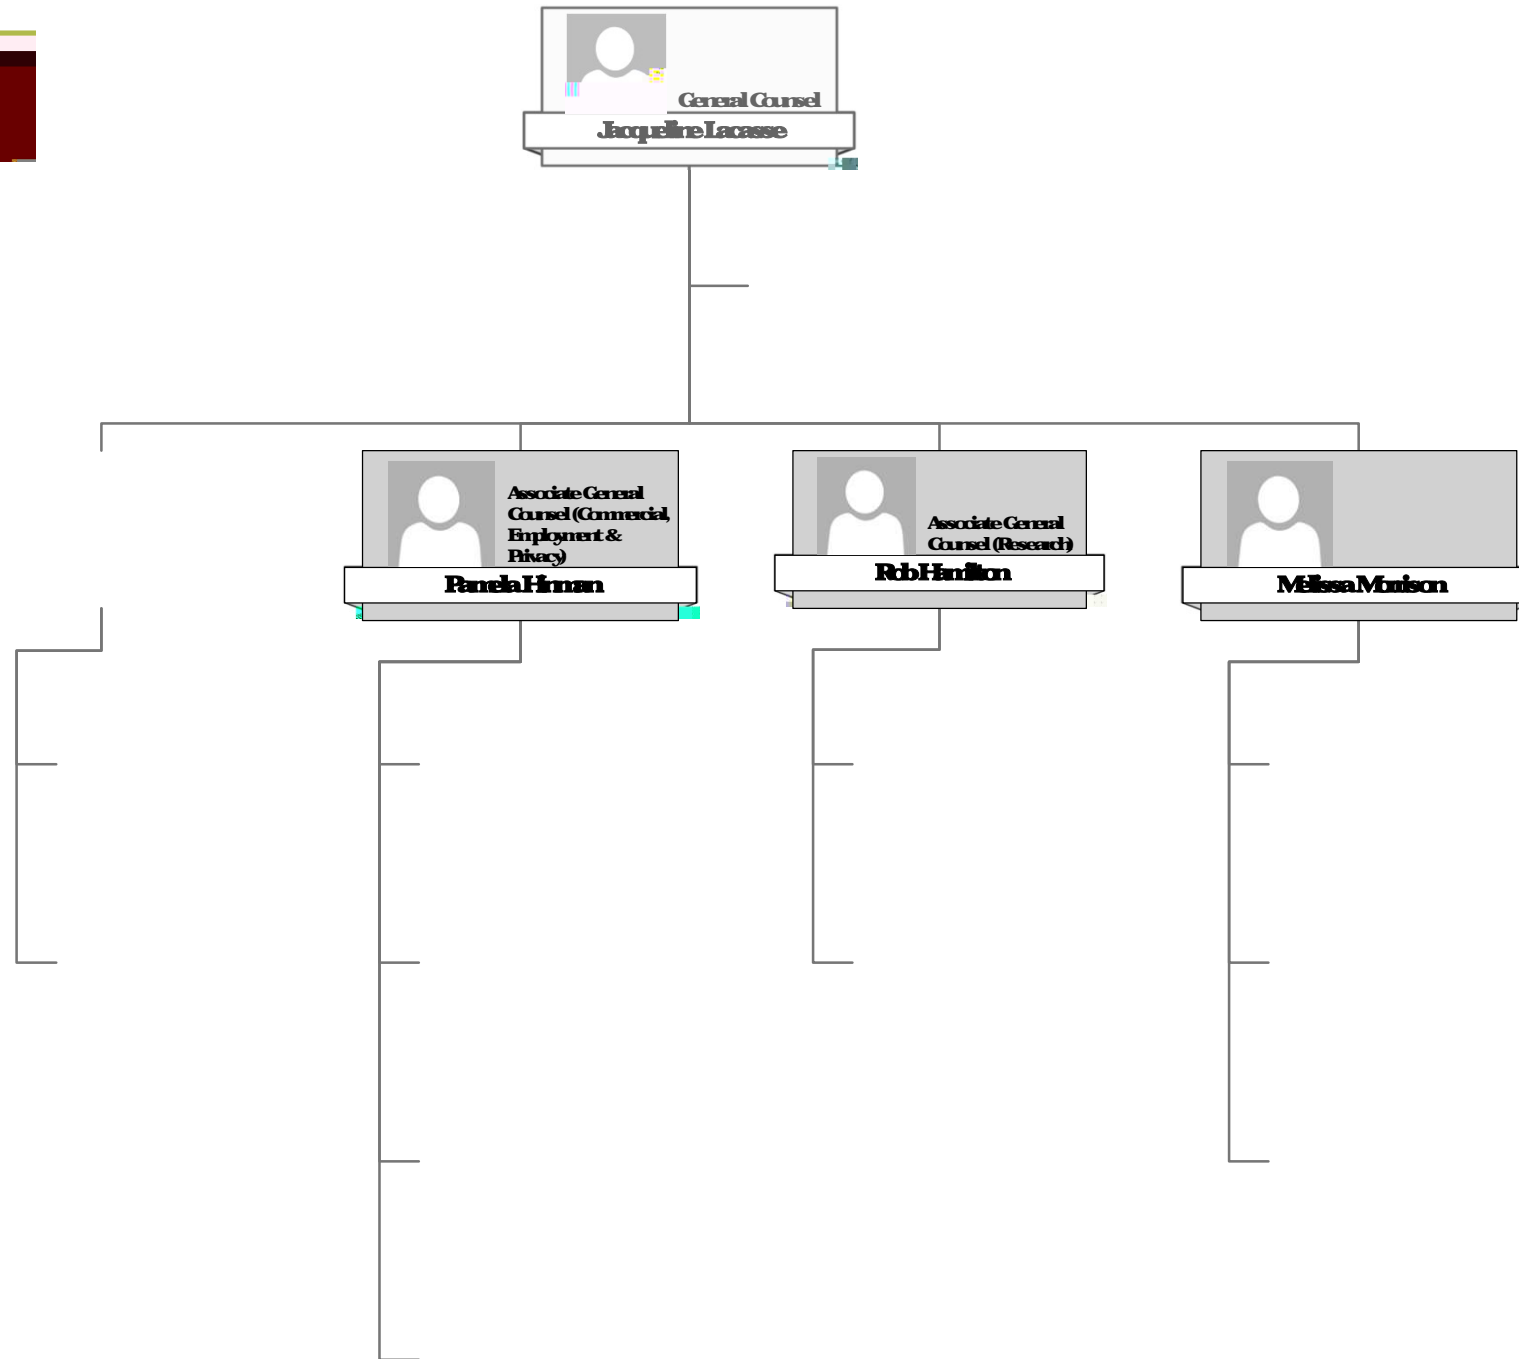 General Counsel
Jacqueline Lacasse
Associate General
Counsel (Commercial,
Employment &
Privacy)
Pamela Hinman
Associate General
Counsel (Research)
Rob Hamilton
Melissa Morrison